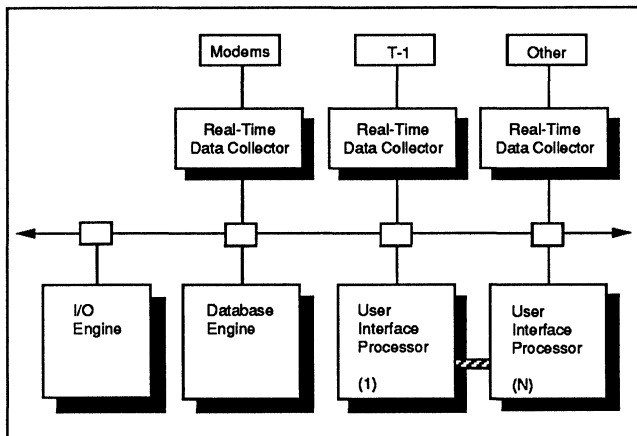 Modems
T-1
Other
Real-Time
Data Collector
Real-Time
Data Collector
Real-Time
Data Collector
I/O
Engine
Database
Engine
User
Interface
Processor
(1)
User
Interface
Processor
(N)